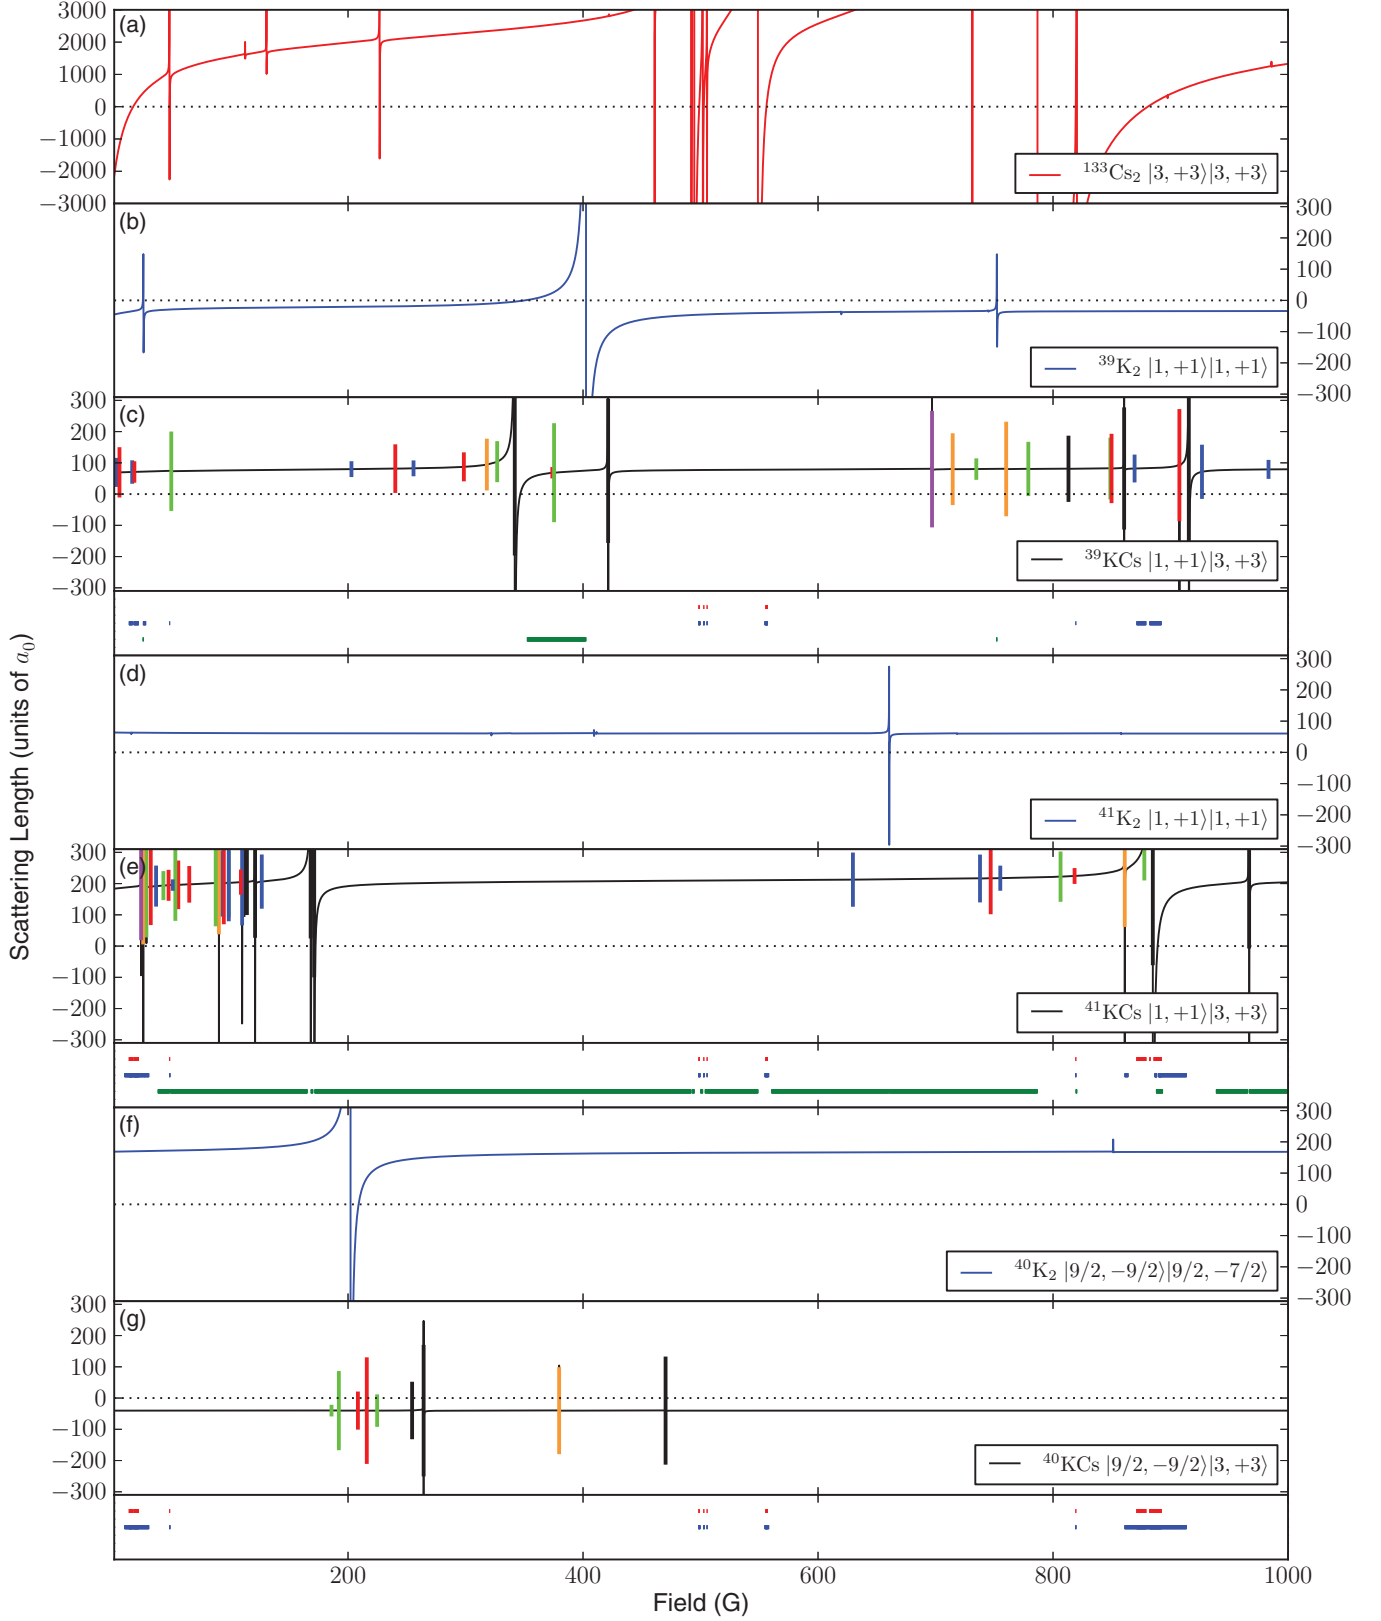 (a)
3000
2000
1000
0
−1000
−2000
−3000
¹³³Cs₂ |3, +3⟩|3, +3⟩
(b)
300
200
100
0
−100
−200
−300
³⁹K₂ |1, +1⟩|1, +1⟩
(c)
300
200
100
0
−100
−200
−300
³⁹KCs |1, +1⟩|3, +3⟩
Scattering Length (units of a₀)
(d)
300
200
100
0
−100
−200
−300
⁴¹K₂ |1, +1⟩|1, +1⟩
(e)
300
200
100
0
−100
−200
−300
⁴¹KCs |1, +1⟩|3, +3⟩
(f)
300
200
100
0
−100
−200
−300
⁴⁰K₂ |9/2, −9/2⟩|9/2, −7/2⟩
(g)
300
200
100
0
−100
−200
−300
⁴⁰KCs |9/2, −9/2⟩|3, +3⟩
200 400 600 800 1000
Field (G)